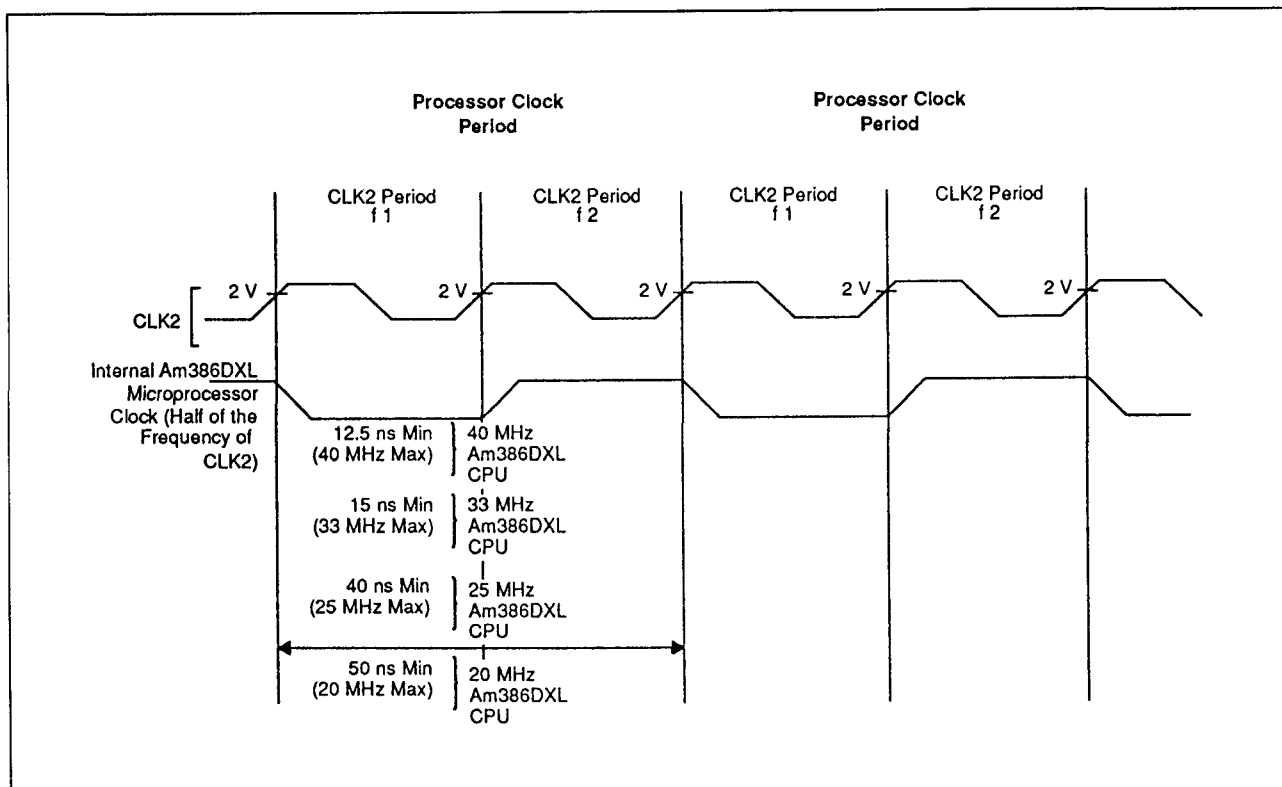 Processor Clock
Period
Processor Clock
Period
CLK2 Period
f 1
CLK2 Period
f 2
CLK2 Period
f 1
CLK2 Period
f 2
2 V
2 V
2 V
2 V
2 V
CLK2
Internal Am386DXL
Microprocessor
Clock (Half of the
Frequency of
CLK2)
12.5 ns Min
(40 MHz Max)
40 MHz
Am386DXL
CPU
15 ns Min
(33 MHz Max)
33 MHz
Am386DXL
CPU
40 ns Min
(25 MHz Max)
25 MHz
Am386DXL
CPU
50 ns Min
(20 MHz Max)
20 MHz
Am386DXL
CPU